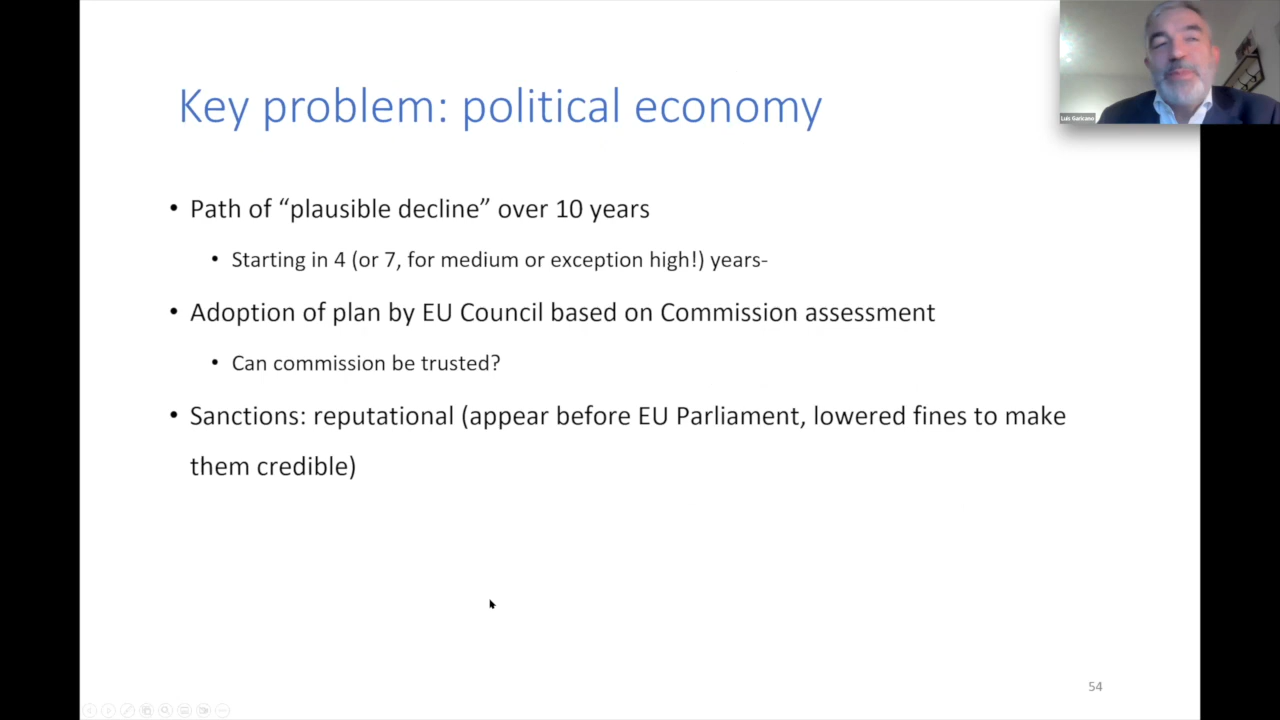 Key problem: political economy
• Path of “plausible decline” over 10 years
• Starting in 4 (or 7, for medium or exception high!) years-
• Adoption of plan by EU Council based on Commission assessment
• Can commission be trusted?
• Sanctions: reputational (appear before EU Parliament, lowered fines to make
them credible)
Luis Garicano
54